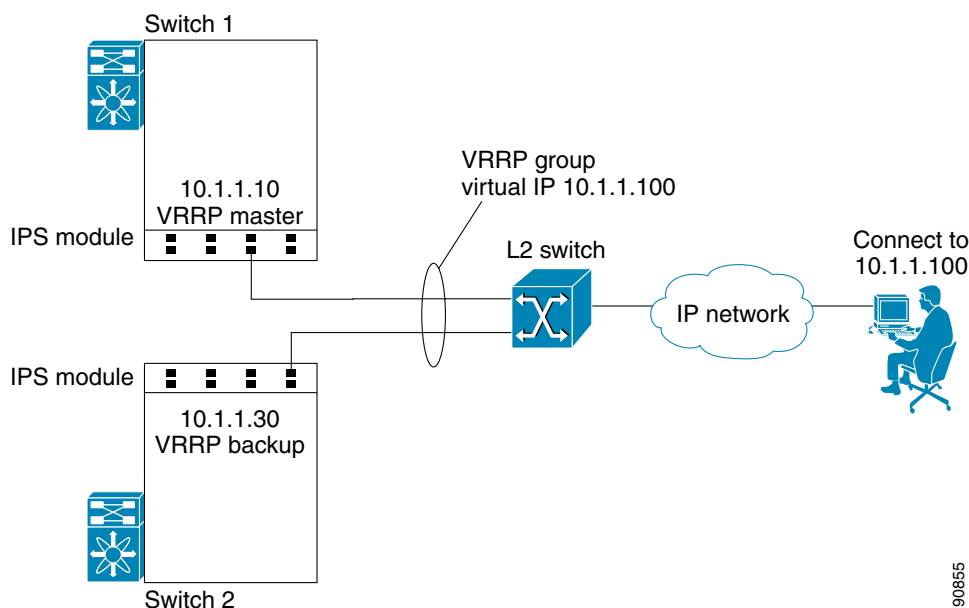 Switch 1
10.1.1.10
VRRP master
IPS module
VRRP group
virtual IP 10.1.1.100
L2 switch
IP network
Connect to
10.1.1.100
IPS module
10.1.1.30
VRRP backup
Switch 2
90855